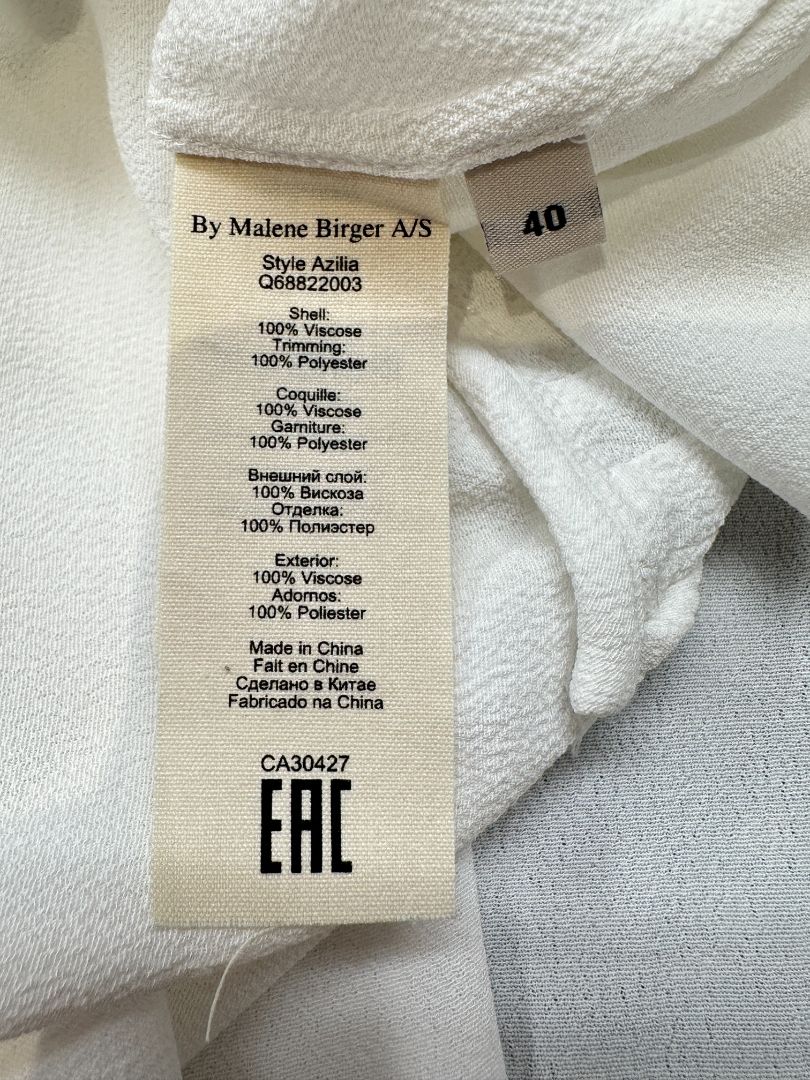 By Malene Birger A/S
40
Style Azilia
Q68822003
Shell:
100% Viscose
Trimming:
100% Polyester
Coquille:
100% Viscose
Garniture:
100% Polyester
Внешний слой:
100% Вискоза
Отделка:
100% Полиэстер
Exterior:
100% Viscose
Adornos:
100% Poliester
Made in China
Fait en Chine
Сделано в Китае
Fabricado na China
CA30427
EAC